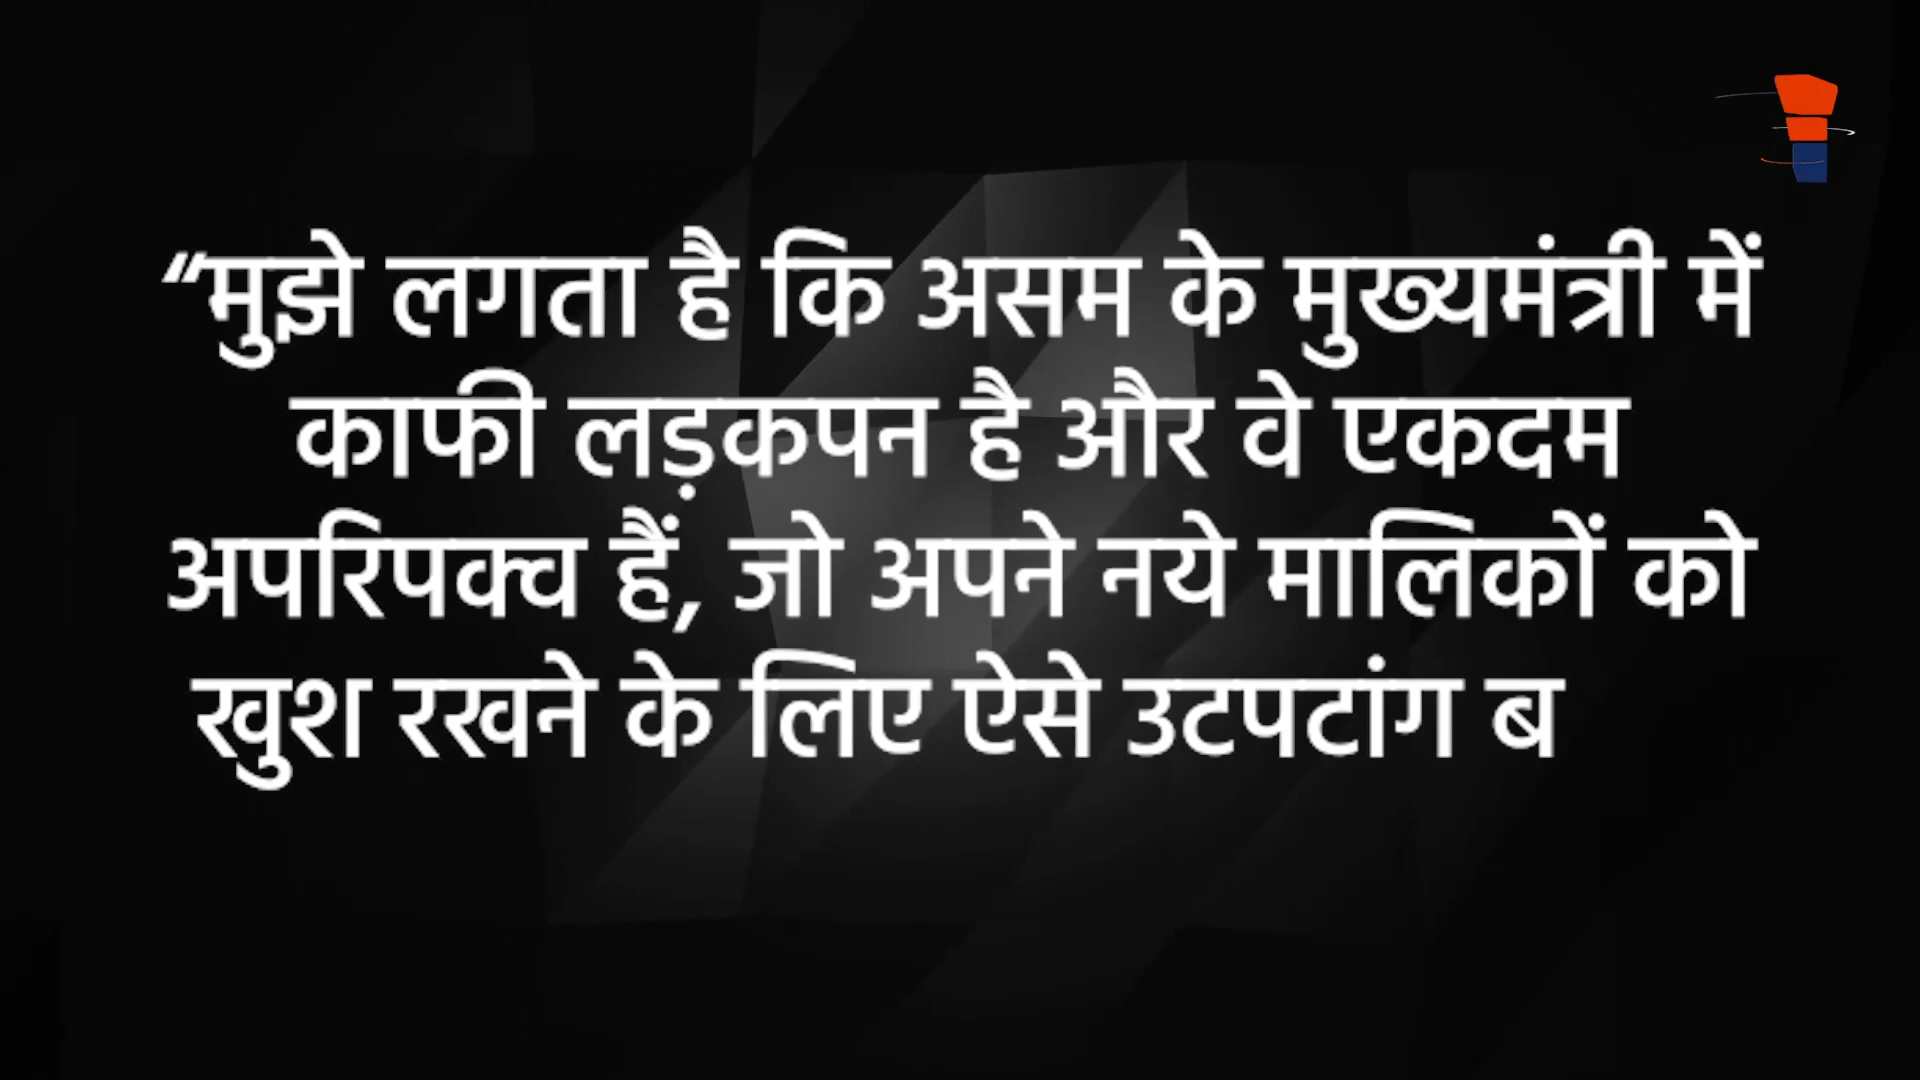 “मुझे लगता है कि असम के मुख्यमंत्री में
काफी लड़कपन है और वे एकदम
अपरिपक्व हैं, जो अपने नये मालिकों को
खुश रखने के लिए ऐसे उटपटांग ब